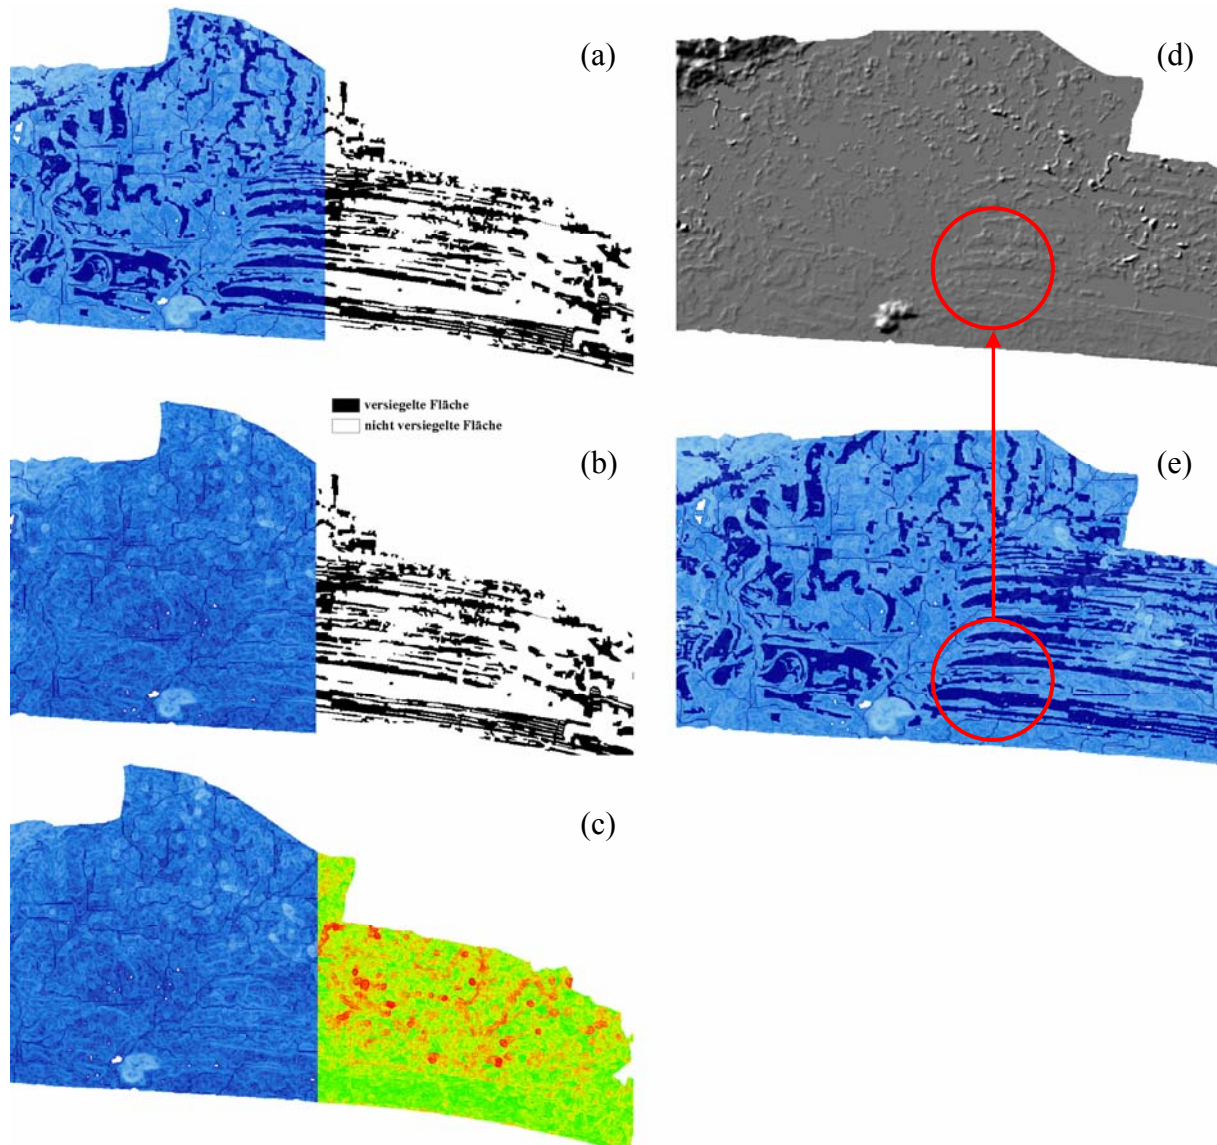 (a)
(d)
versiegelte Fläche
nicht versiegelte Fläche
(b)
(e)
(c)